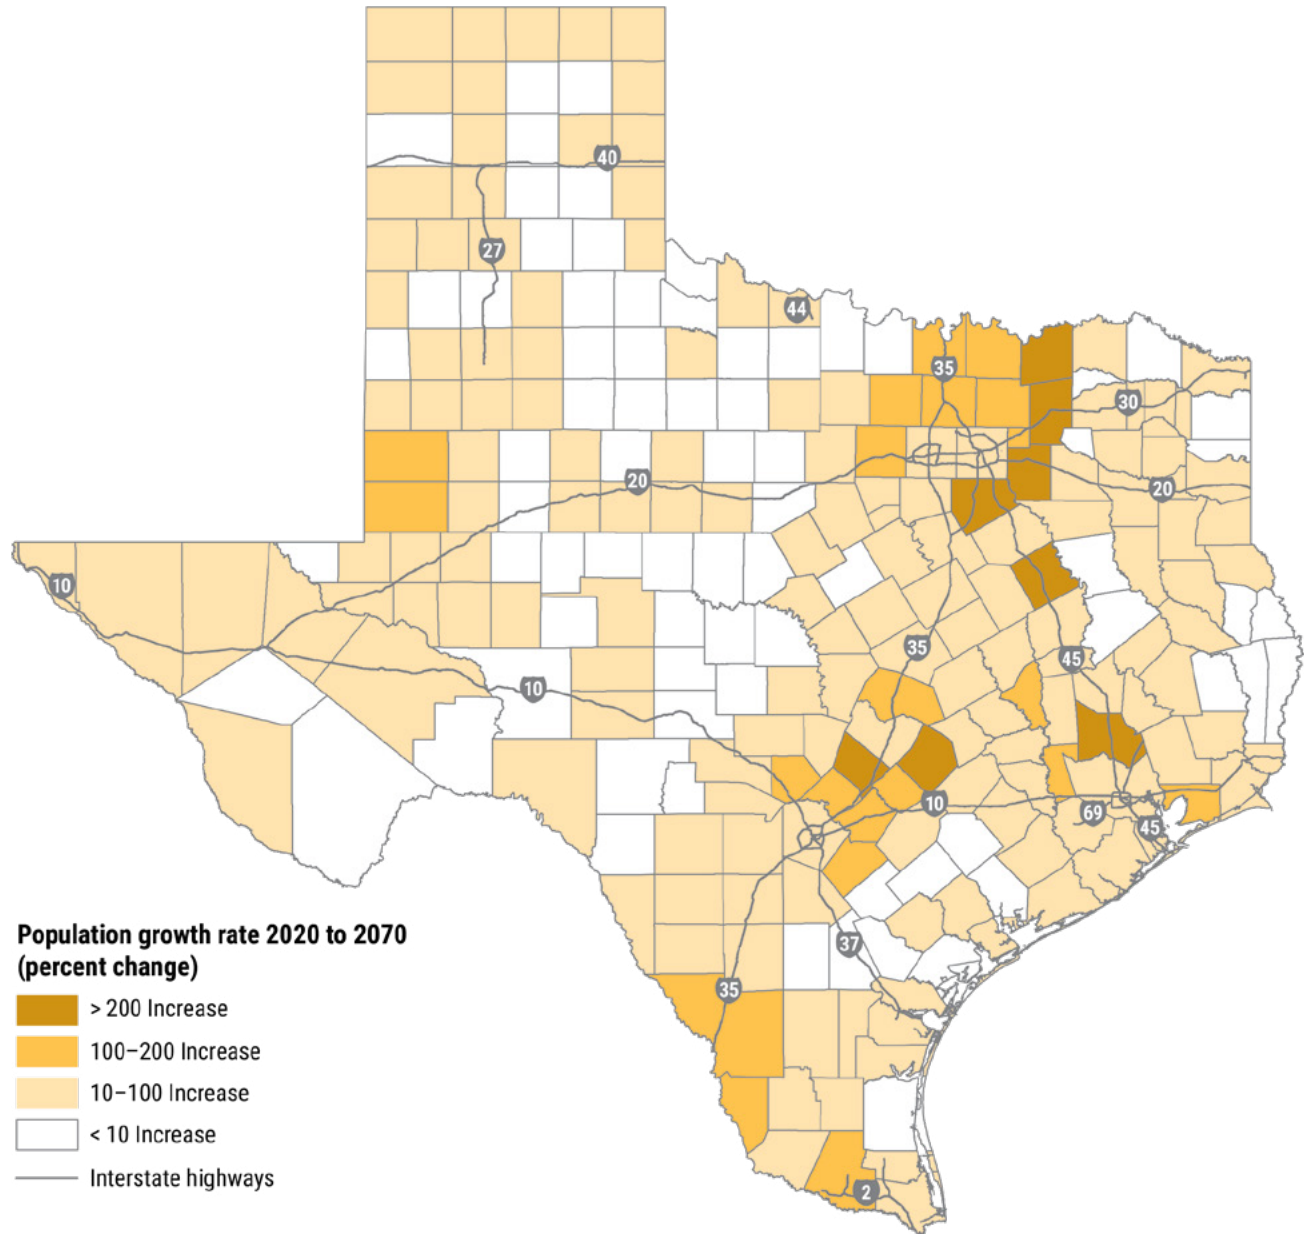 40
27
44
35
30
20
20
10
35
45
10
10
69
45
37
35
2
Population growth rate 2020 to 2070
(percent change)
> 200 Increase
100–200 Increase
10–100 Increase
< 10 Increase
Interstate highways